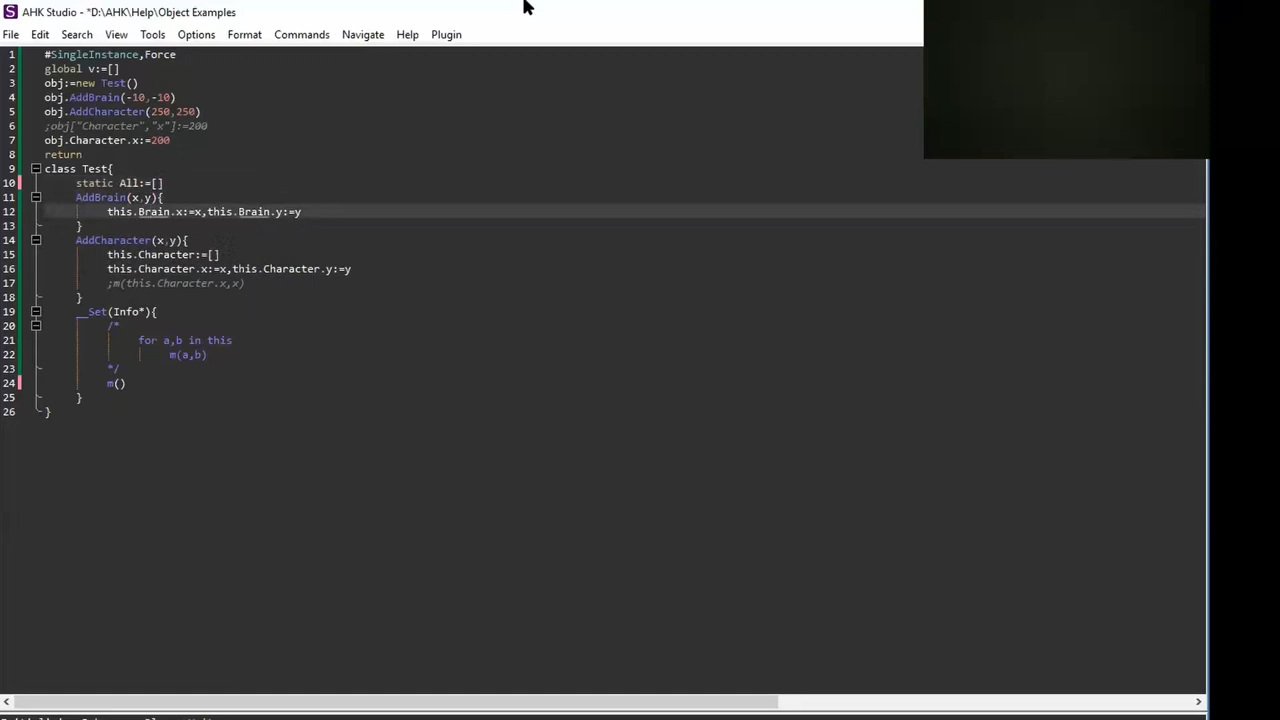 AHK Studio - *D:\AHK\Help\Object Examples
File Edit Search View Tools Options Format Commands Navigate Help Plugin
1 #SingleInstance,Force
2 global v:=[]
3 obj:=new Test()
4 obj.AddBrain(-10,-10)
5 obj.AddCharacter(250,250)
6 ;obj["Character","x"]:=200
7 obj.Character.x:=200
8 return
9 class Test{
10 static All:=[]
11 AddBrain(x,y){
12 this.Brain.x:=x,this.Brain.y:=y
13 }
14 AddCharacter(x,y){
15 this.Character:=[]
16 this.Character.x:=x,this.Character.y:=y
17 ;m(this.Character.x,x)
18 }
19 __Set(Info*){
20 /*
21 for a,b in this
22 m(a,b)
23 */
24 m()
25 }
26 }